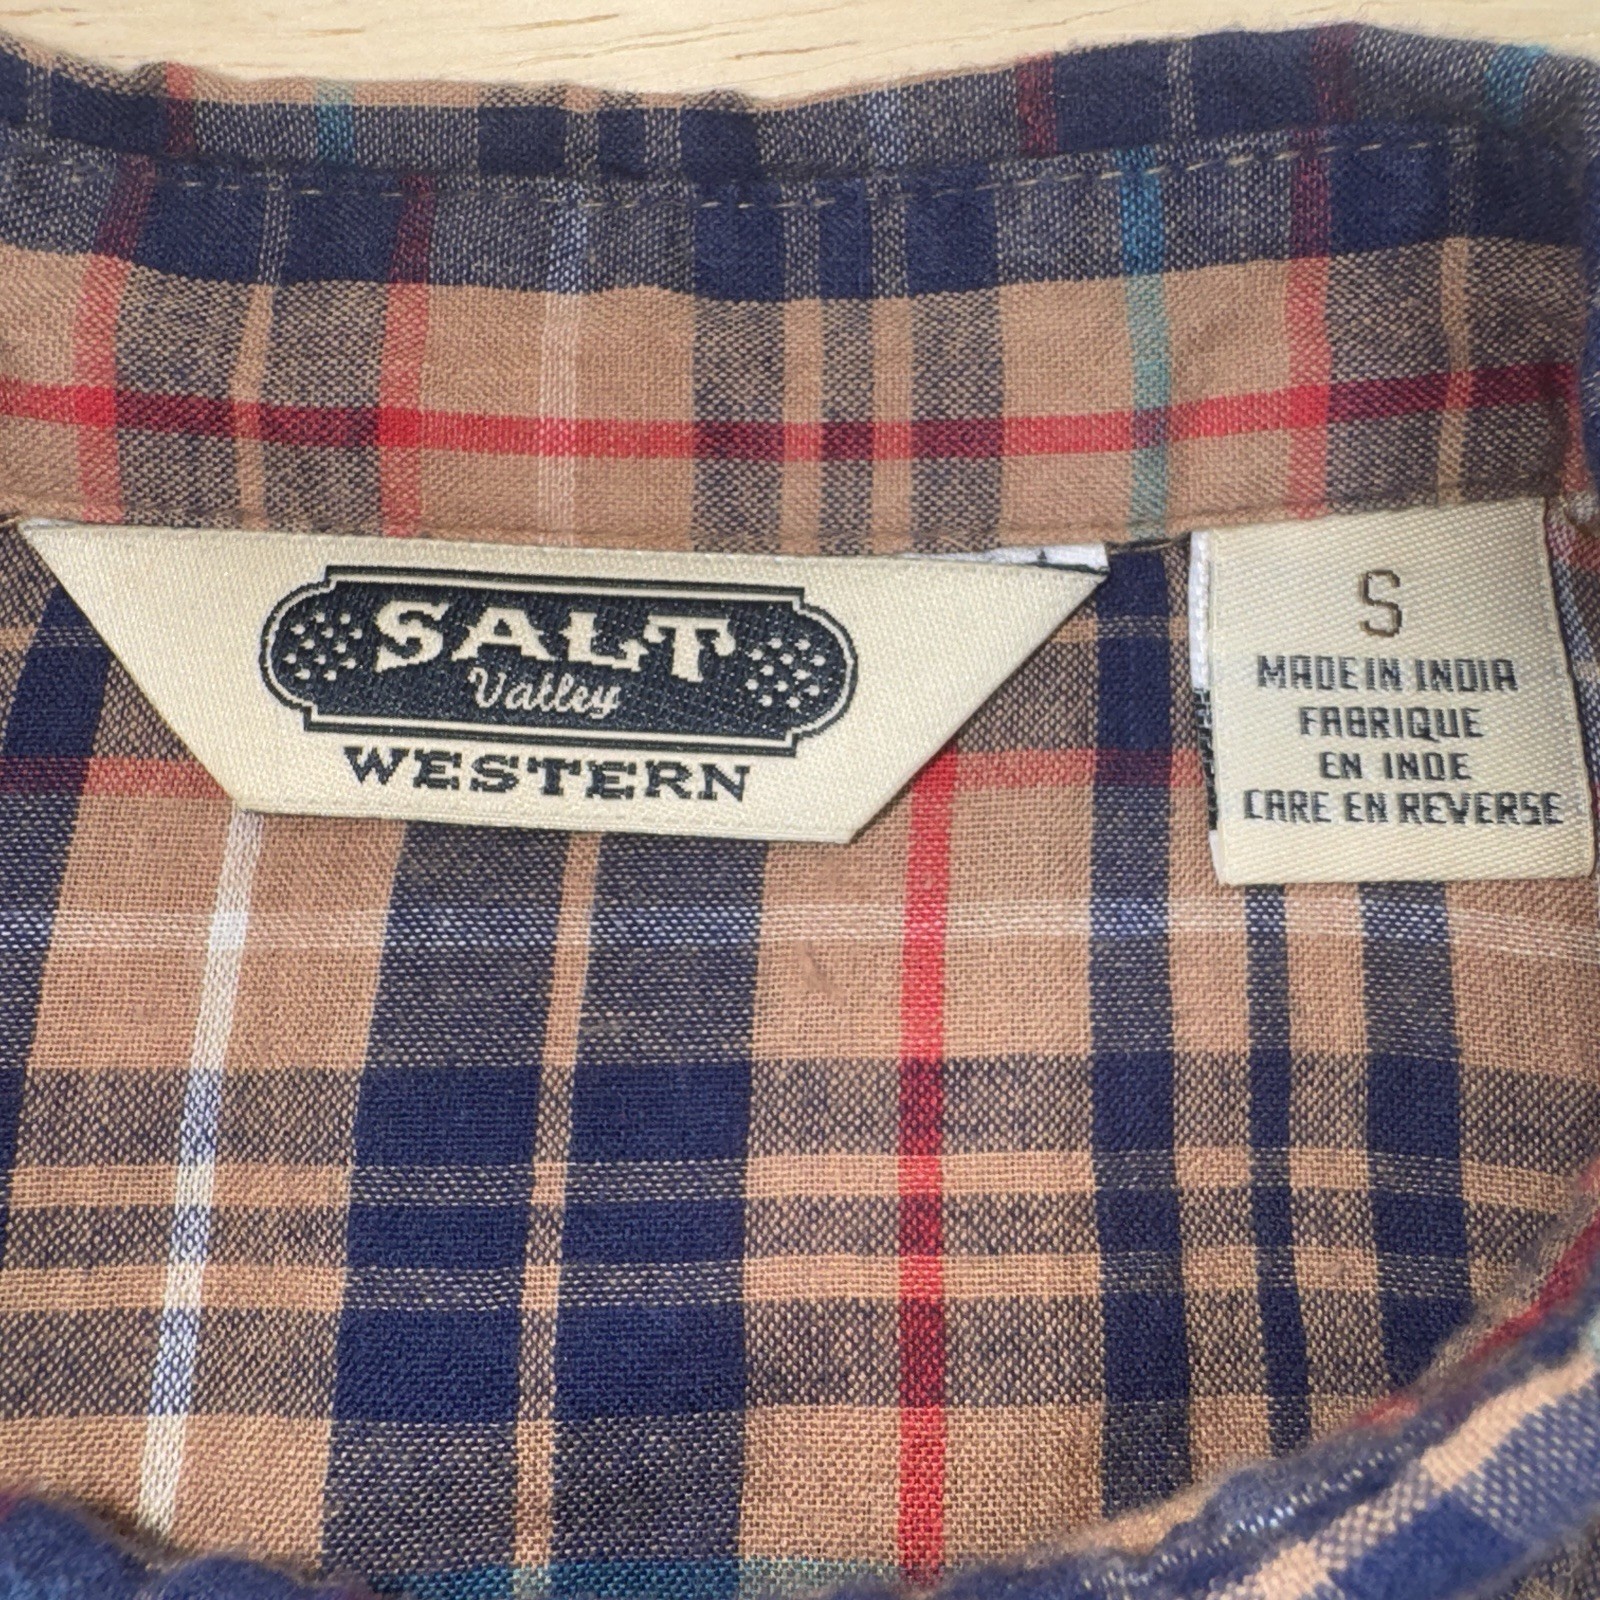 SALT
Valley
WESTERN
S
MADE IN INDIA
FABRIQUE
EN INDE
CARE EN REVERSE